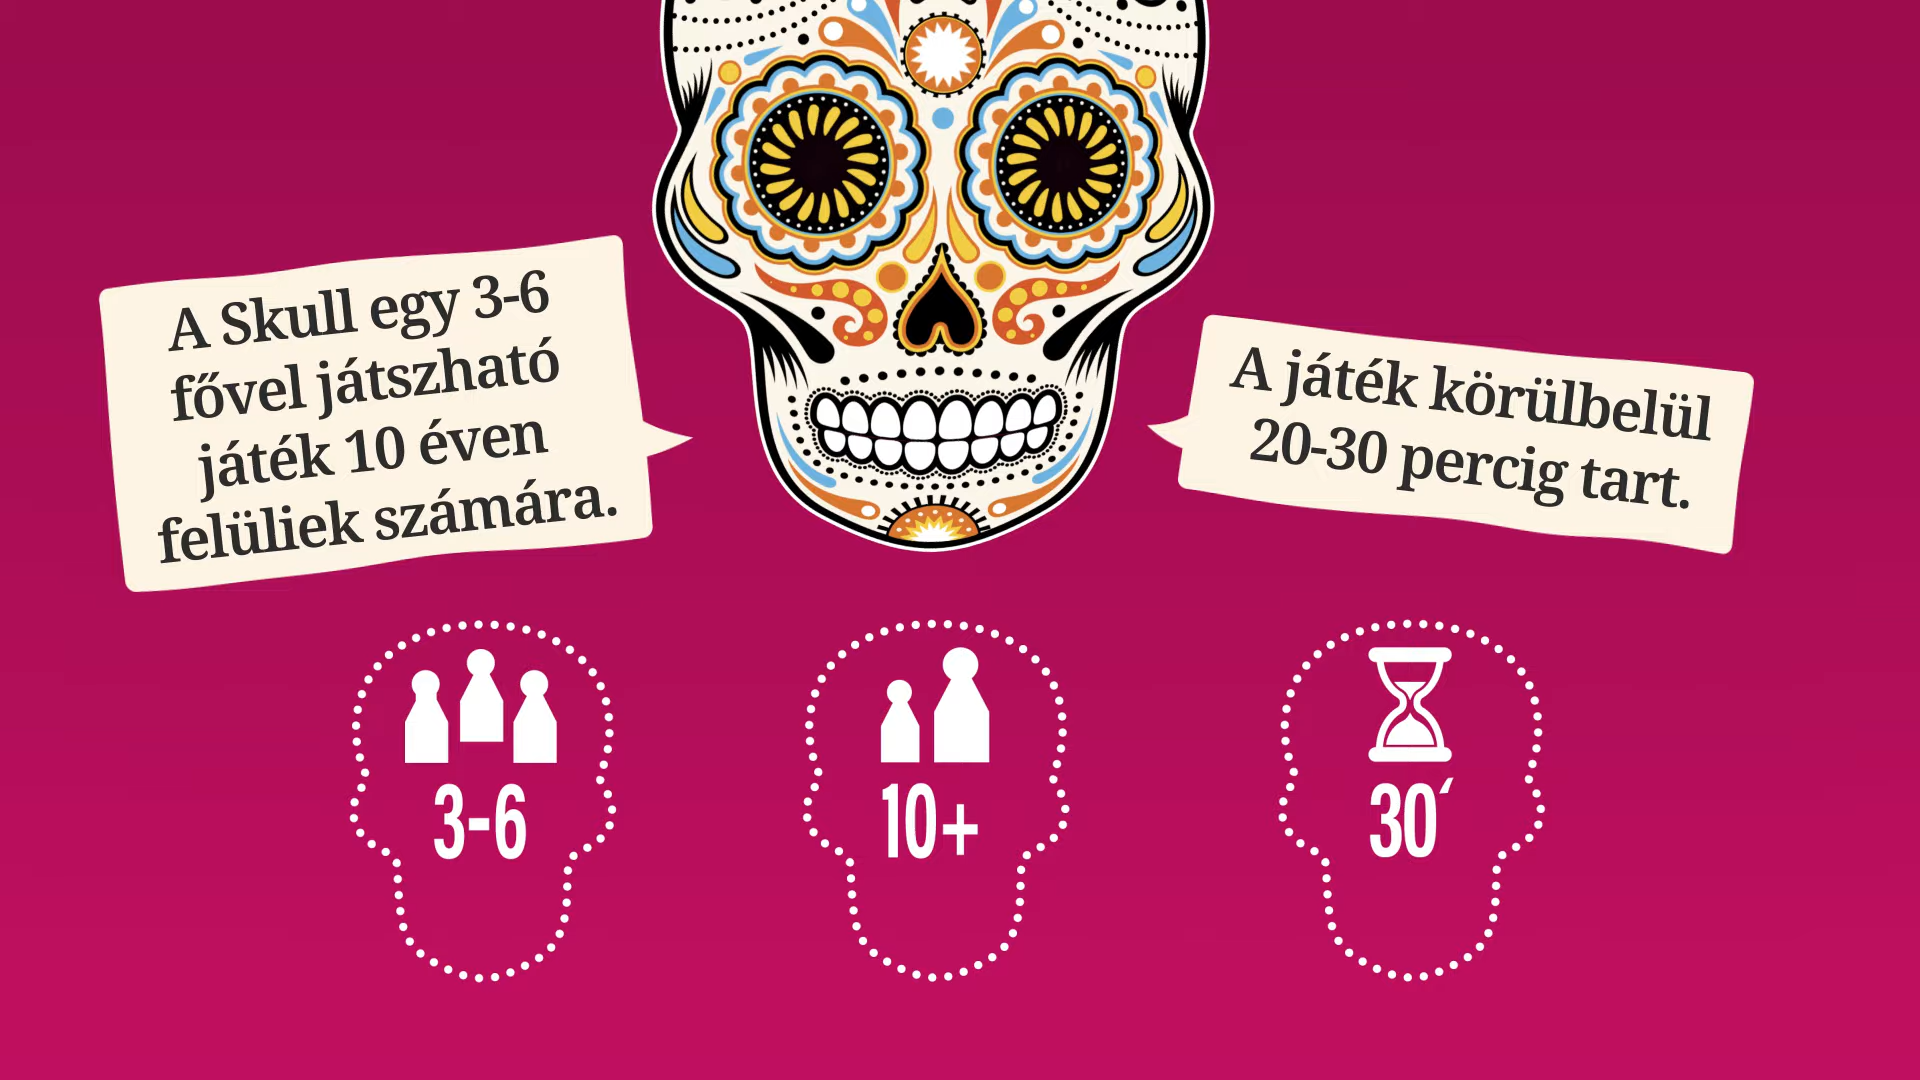 A Skull egy 3-6
fővel játszható
játék 10 éven
felüliek számára.
A játék körülbelül
20-30 percig tart.
3-6
10+
30′